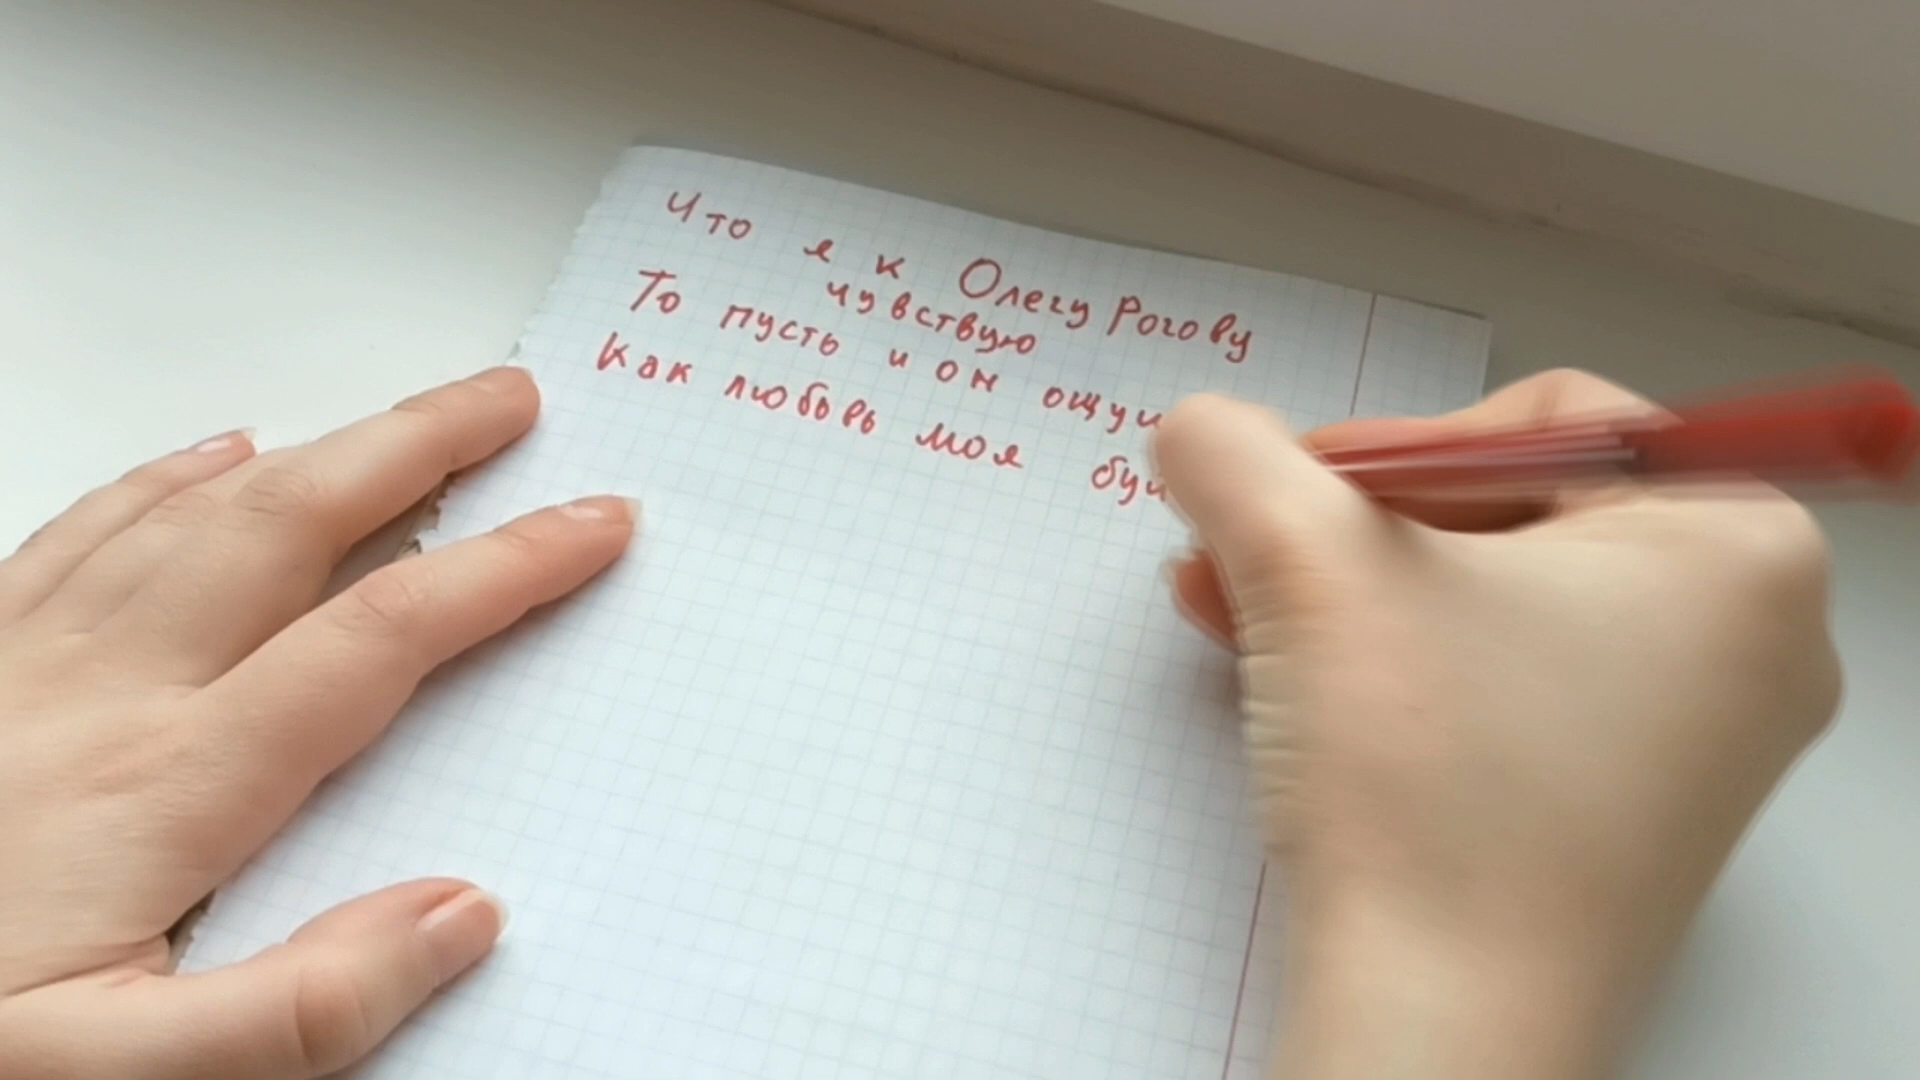 Что я к Олегу Рогову
чувствую
То пусть и он
Как любовь моя